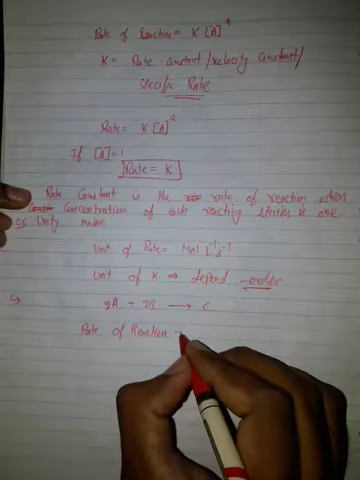 Rate of Reaction = K [A]^a
K = Rate Constant / Velocity Constant /
Specific Rate
Rate = K [A]^a
If [A]=1
Rate = K
Rate Constant is the rate of reaction when
Concentration of each reacting species is one
or Unity molar
Unit of Rate = Mol L^-1 s^-1
Unit of K ⇒ depend - order
2A + 3B → C
Rate of Reaction =